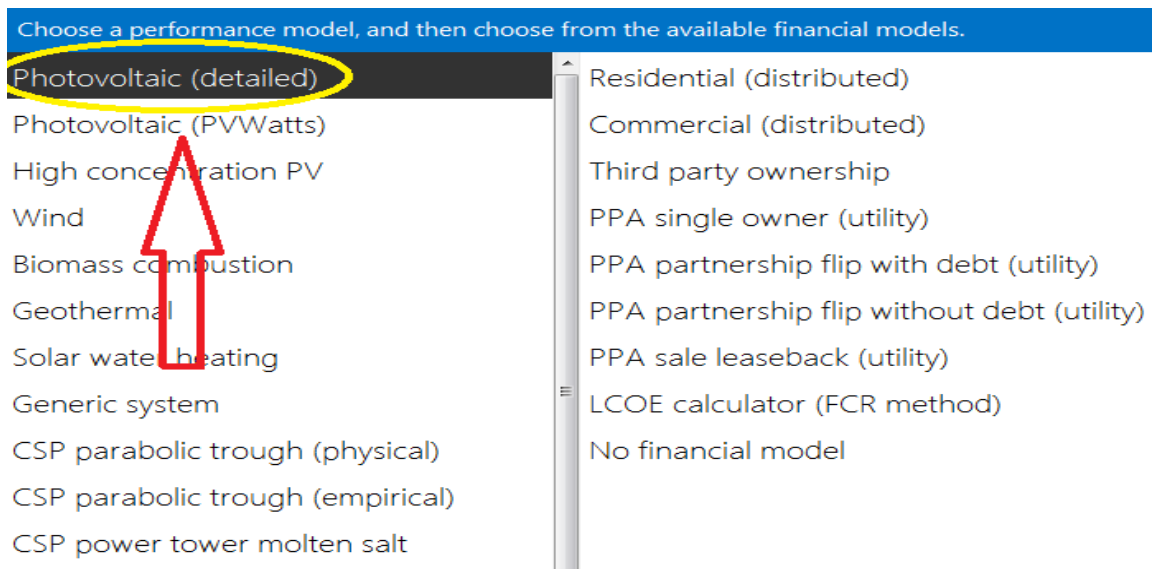 Choose a performance model, and then choose from the available financial models.
Photovoltaic (detailed)
Photovoltaic (PVWatts)
High concentration PV
Wind
Biomass combustion
Geothermal
Solar water heating
Generic system
CSP parabolic trough (physical)
CSP parabolic trough (empirical)
CSP power tower molten salt
Residential (distributed)
Commercial (distributed)
Third party ownership
PPA single owner (utility)
PPA partnership flip with debt (utility)
PPA partnership flip without debt (utility)
PPA sale leaseback (utility)
LCOE calculator (FCR method)
No financial model